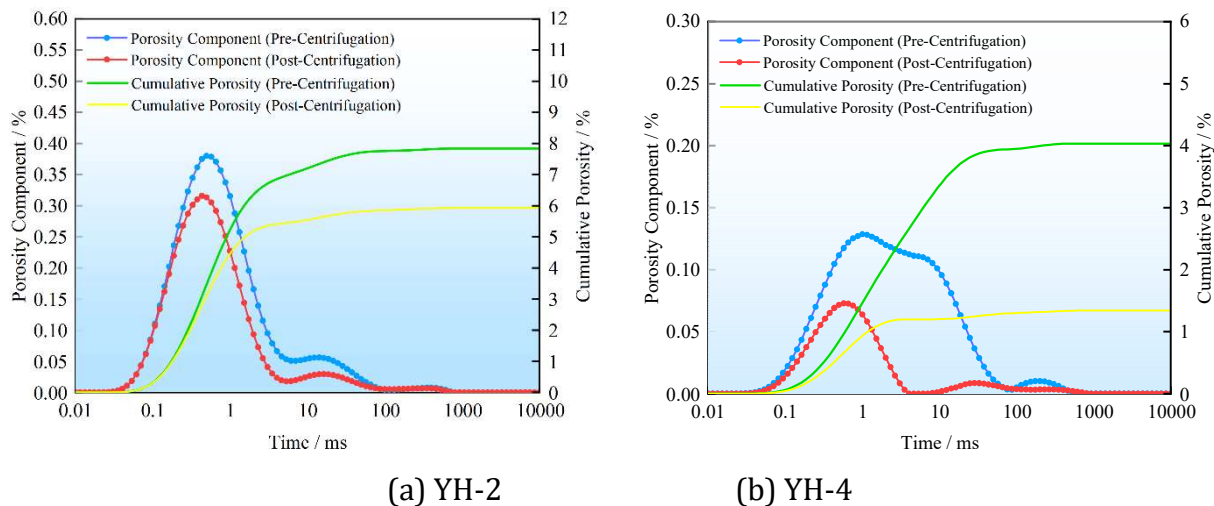 0.60
0.55
0.50
0.45
0.40
0.35
0.30
0.25
0.20
0.15
0.10
0.05
0.00
Porosity Component / %
Porosity Component (Pre-Centrifugation)
Porosity Component (Post-Centrifugation)
Cumulative Porosity (Pre-Centrifugation)
Cumulative Porosity (Post-Centrifugation)
12
11
10
9
8
7
6
5
4
3
2
1
0
Cumulative Porosity / %
0.01 0.1 1 10 100 1000 10000
Time / ms
(a) YH-2
0.30
0.25
0.20
0.15
0.10
0.05
0.00
Porosity Component / %
Porosity Component (Pre-Centrifugation)
Porosity Component (Post-Centrifugation)
Cumulative Porosity (Pre-Centrifugation)
Cumulative Porosity (Post-Centrifugation)
6
5
4
3
2
1
0
Cumulative Porosity / %
0.01 0.1 1 10 100 1000 10000
Time / ms
(b) YH-4